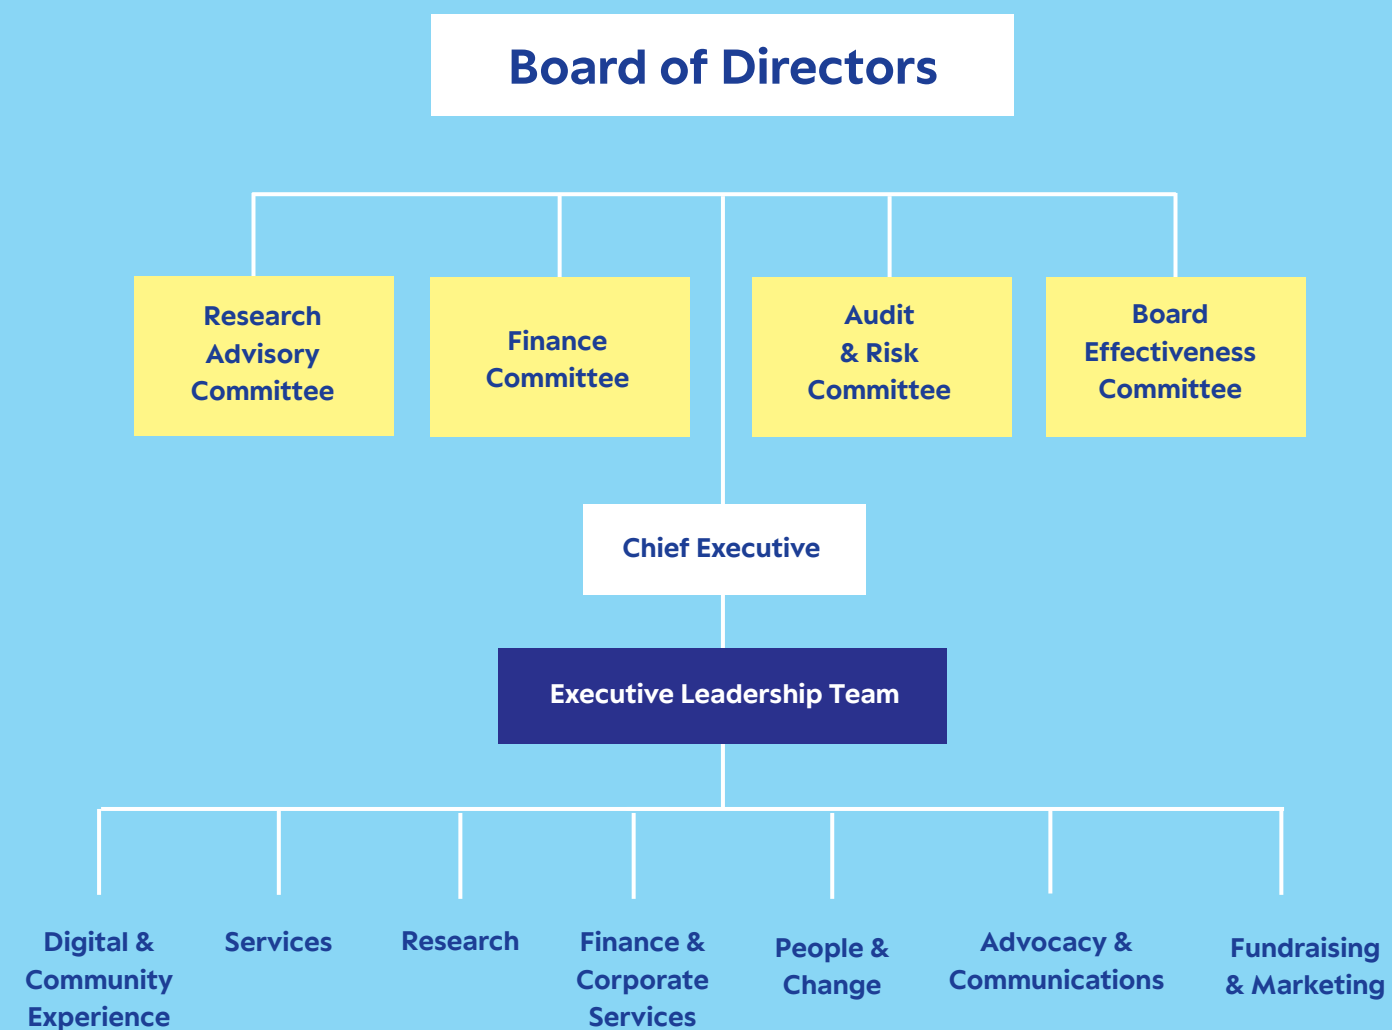 Board of Directors
Research
Advisory
Committee
Finance
Committee
Audit
& Risk
Committee
Board
Effectiveness
Committee
Chief Executive
Executive Leadership Team
Digital &
Community
Experience
Services
Research
Finance &
Corporate
Services
People &
Change
Advocacy &
Communications
Fundraising
& Marketing